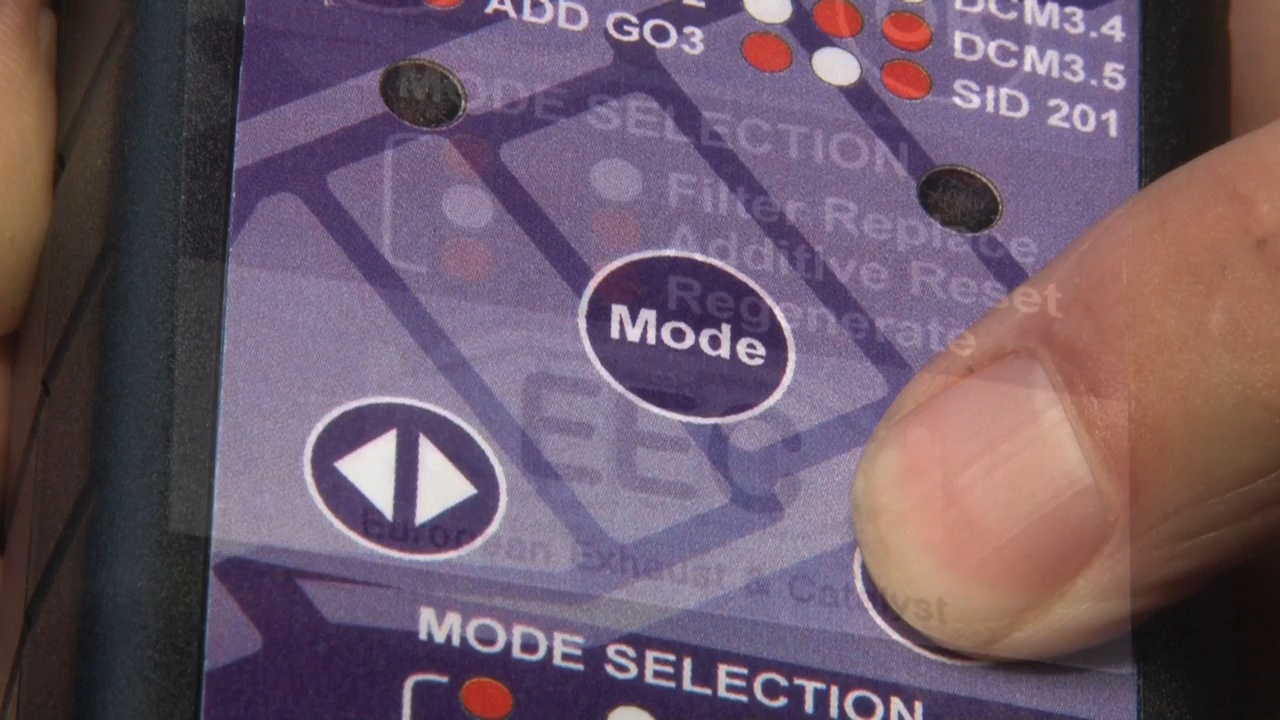 DCM3.4
ADD GO3
DCM3.5
SID 201
MODE SELECTION
Filter Replace
Additive Reset
Regenerate
Mode
EEC
European Exhaust & Catalyst
MODE SELECTION